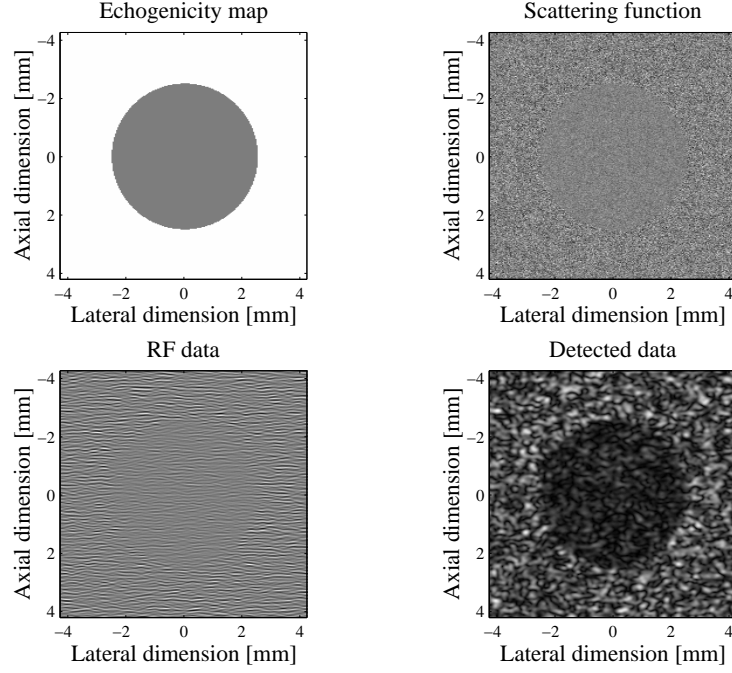 Echogenicity map
Scattering function
Axial dimension [mm]
−4
−2
0
2
4
−4 −2 0 2 4
Lateral dimension [mm]
Axial dimension [mm]
−4
−2
0
2
4
−4 −2 0 2 4
Lateral dimension [mm]
RF data
Detected data
Axial dimension [mm]
−4
−2
0
2
4
−4 −2 0 2 4
Lateral dimension [mm]
Axial dimension [mm]
−4
−2
0
2
4
−4 −2 0 2 4
Lateral dimension [mm]